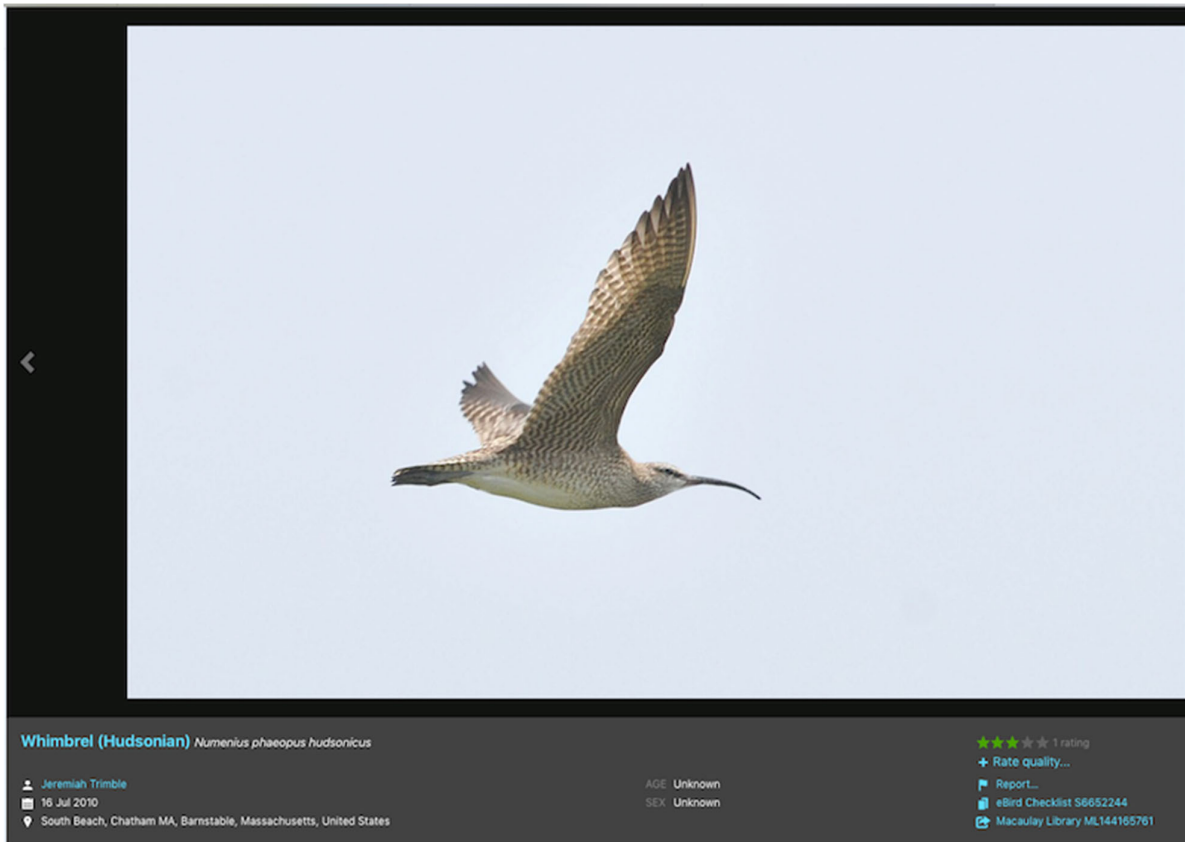 Whimbrel (Hudsonian) Numenius phaeopus hudsonicus
1 rating
Rate quality...
Jeremiah Trimble
AGE Unknown
Report...
16 Jul 2010
SEX Unknown
eBird Checklist S6652244
South Beach, Chatham MA, Barnstable, Massachusetts, United States
Macaulay Library ML144165761